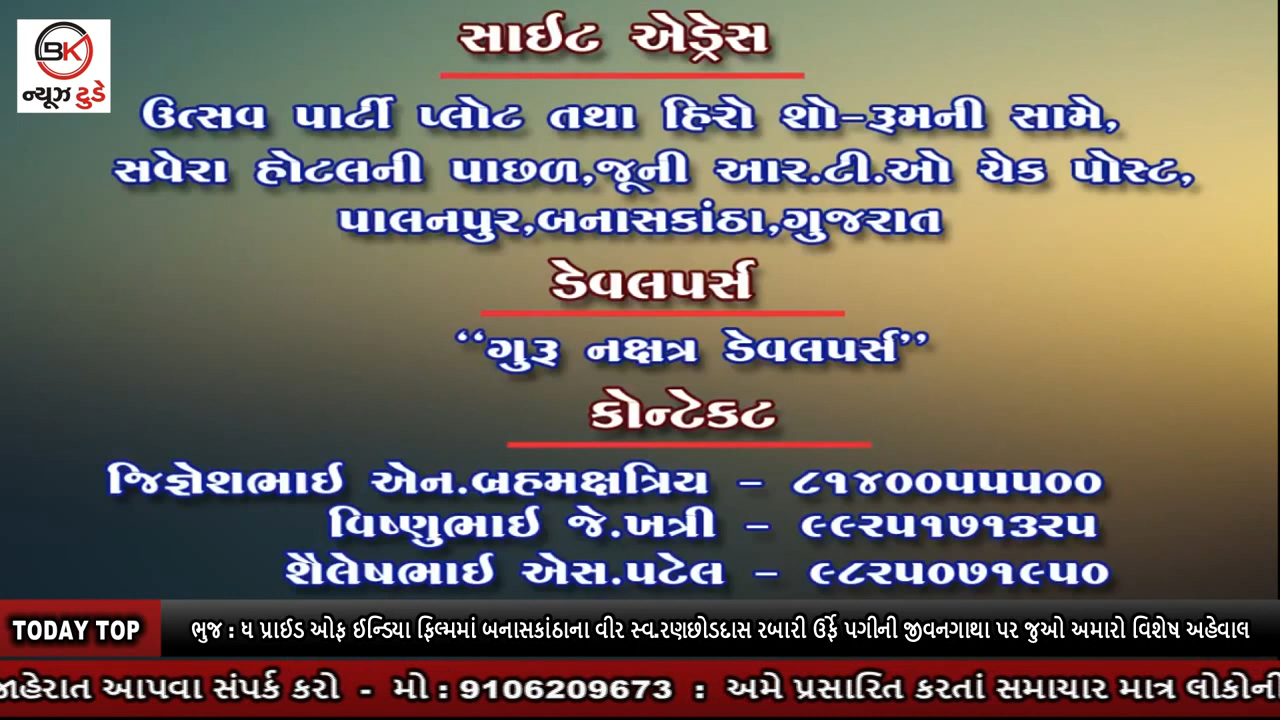 BK
ન્યૂઝ ટુડે
સાઈટ એડ્રેસ
ઉત્સવ પાર્ટી પ્લોટ તથા હિરો શો-રૂમની સામે,
સવેરા હોટલની પાછળ,જૂની આર.ટી.ઓ ચેક પોસ્ટ,
પાલનપુર,બનાસકાંઠા,ગુજરાત
ડેવલપર્સ
“ગુરૂ નક્ષત્ર ડેવલપર્સ”
કોન્ટેકટ
જિજ્ઞેશભાઇ એન.બ્રહમક્ષત્રિય - ૮૧૪૦૦૫૫૫૦૦
વિષ્ણુભાઇ જે.ખત્રી - ૯૯૨૫૧૭૧૩૨૫
શૈલેષભાઇ એસ.પટેલ - ૯૮૨૫૦૭૧૯૫૦
TODAY TOP
ભુજ : ધ પ્રાઈડ ઓફ ઈન્ડિયા ફિલ્મમાં બનાસકાંઠાના વીર સ્વ.રણછોડદાસ રબારી ઉર્ફે પગીની જીવનગાથા પર જુઓ અમારો વિશેષ અહેવાલ
જાહેરાત આપવા સંપર્ક કરો - મો : 9106209673 : અમે પ્રસારિત કરતાં સમાચાર માત્ર લોકોની